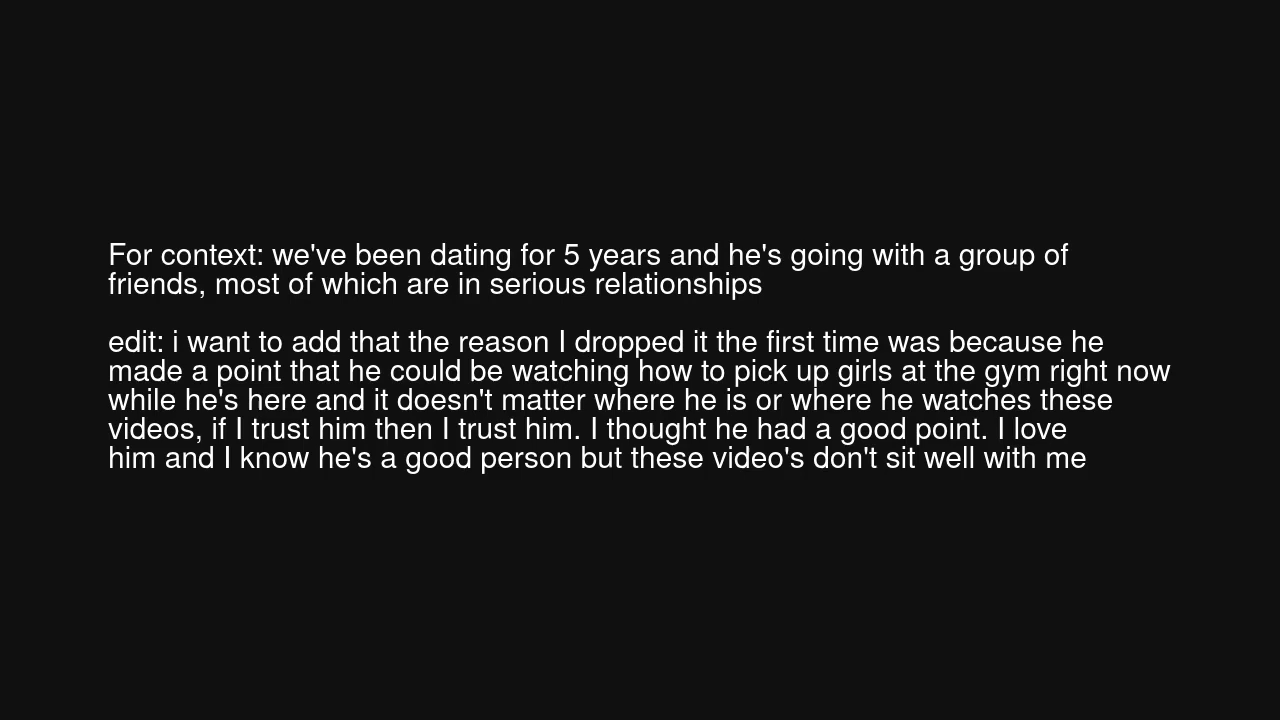 For context: we've been dating for 5 years and he's going with a group of
friends, most of which are in serious relationships
edit: i want to add that the reason I dropped it the first time was because he
made a point that he could be watching how to pick up girls at the gym right now
while he's here and it doesn't matter where he is or where he watches these
videos, if I trust him then I trust him. I thought he had a good point. I love
him and I know he's a good person but these video's don't sit well with me